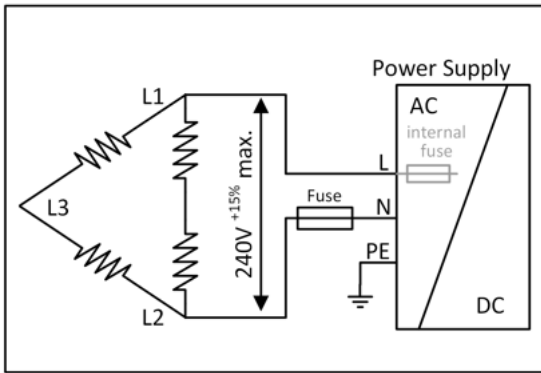 Power Supply
L1
AC
internal
fuse
L
240V +15% max.
Fuse
L3
N
PE
L2
DC